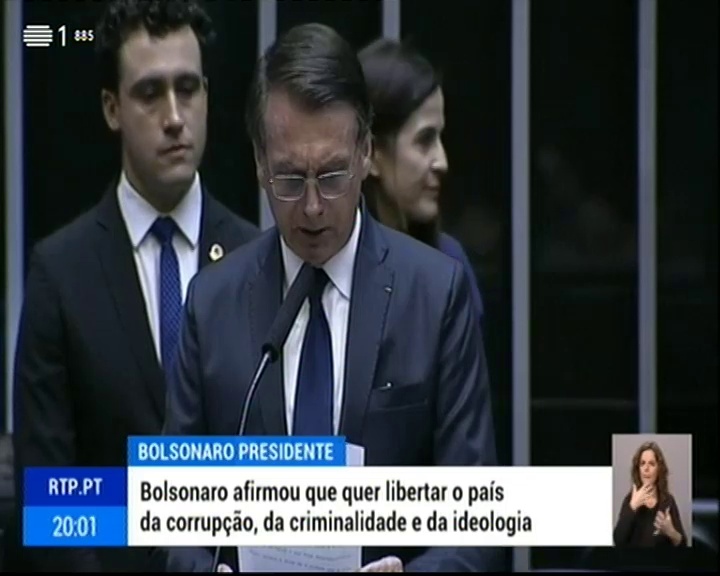 1 885
BOLSONARO PRESIDENTE
RTP.PT
20:01
Bolsonaro afirmou que quer libertar o país
da corrupção, da criminalidade e da ideologia